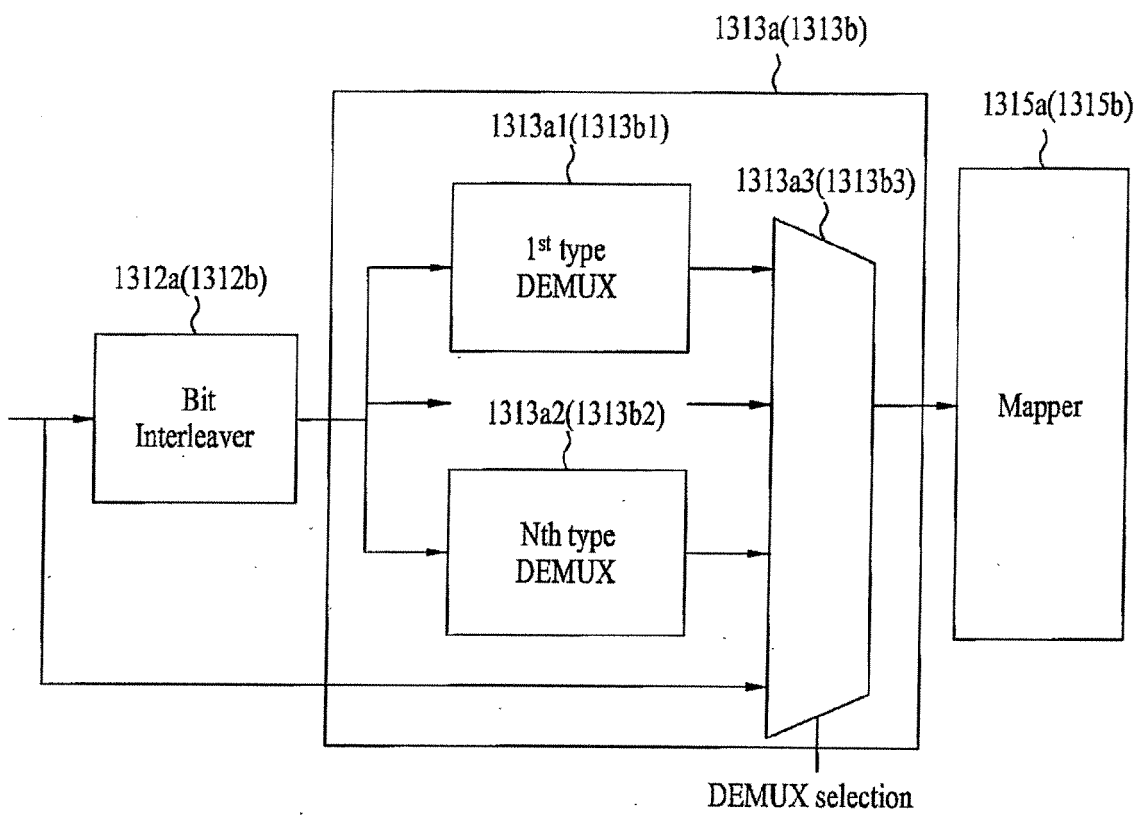 1313a(1313b)
1315a(1315b)
1313a1(1313b1)
1313a3(1313b3)
1st type
DEMUX
1312a(1312b)
Bit
Interleaver
1313a2(1313b2)
Mapper
Nth type
DEMUX
DEMUX selection